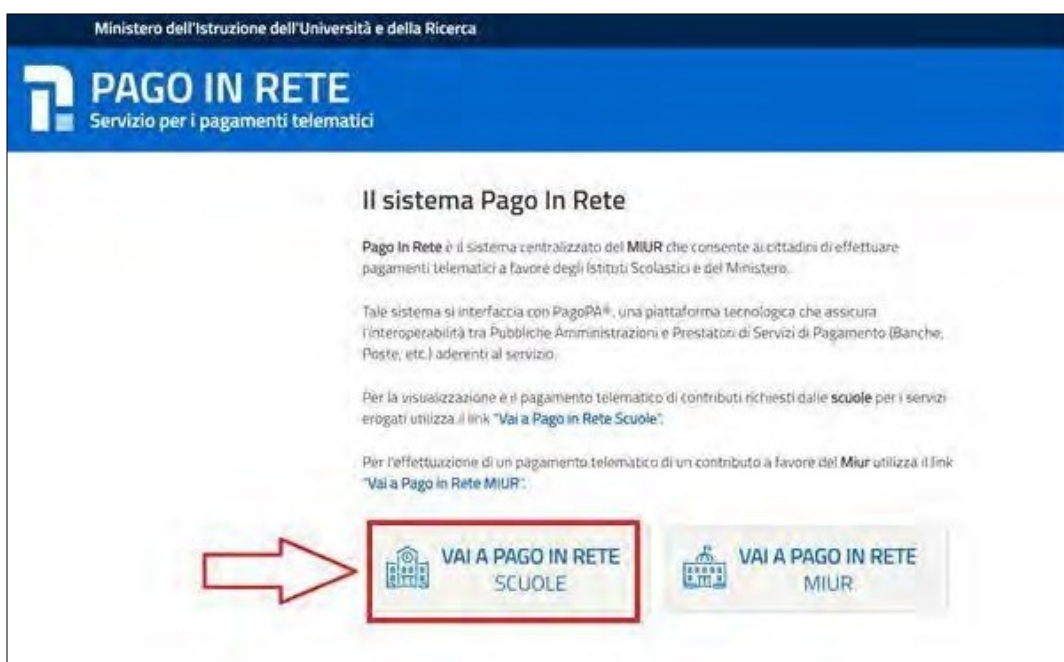 Ministero dell'Istruzione dell'Università e della Ricerca
PAGO IN RETE
Servizio per i pagamenti telematici
Il sistema Pago In Rete
Pago In Rete è il sistema centralizzato del MIUR che consente ai cittadini di effettuare
pagamenti telematici a favore degli Istituti Scolastici e del Ministero.
Tale sistema si interfaccia con PagoPA®, una piattaforma tecnologica che assicura
l'interoperabilità tra Pubbliche Amministrazioni e Prestatori di Servizi di Pagamento (Banche,
Poste, etc.) aderenti al servizio.
Per la visualizzazione e il pagamento telematico di contributi richiesti dalle scuole per i servizi
erogati utilizza il link "Vai a Pago in Rete Scuole".
Per l'effettuazione di un pagamento telematico di un contributo a favore del Miur utilizza il link
"Vai a Pago in Rete MIUR".
VAI A PAGO IN RETE
SCUOLE
VAI A PAGO IN RETE
MIUR